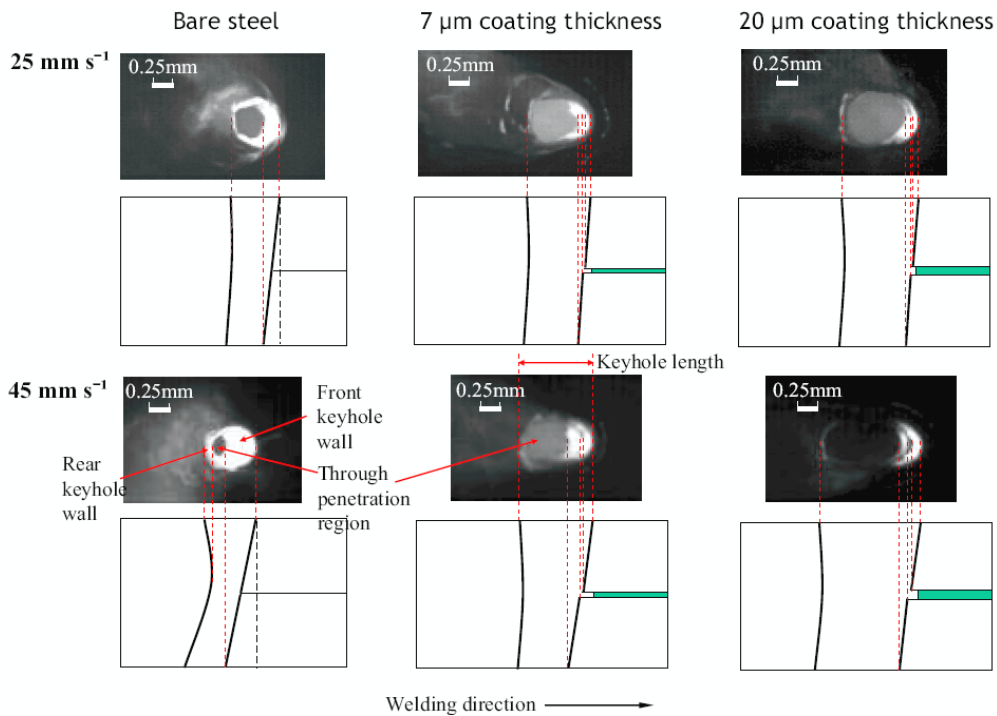 Bare steel
7 µm coating thickness
20 µm coating thickness
25 mm s⁻¹
0.25mm
0.25mm
0.25mm
Keyhole length
45 mm s⁻¹
0.25mm
0.25mm
0.25mm
Front
keyhole
wall
Rear
keyhole
wall
Through
penetration
region
Welding direction